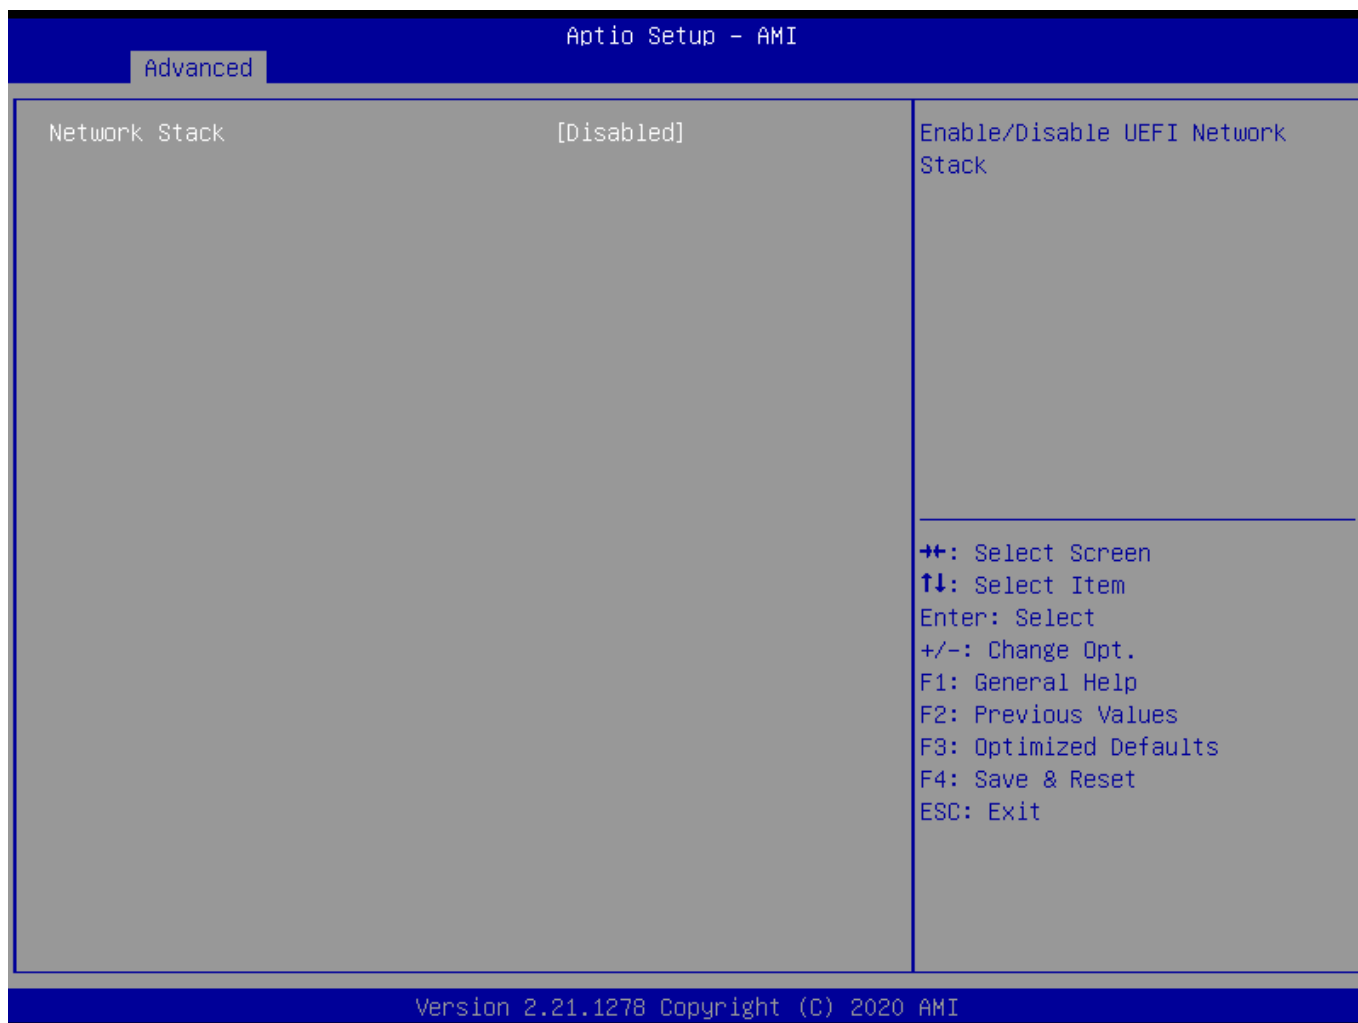 Aptio Setup – AMI
Advanced
Network Stack [Disabled]
Enable/Disable UEFI Network
Stack
→←: Select Screen
↑↓: Select Item
Enter: Select
+/-: Change Opt.
F1: General Help
F2: Previous Values
F3: Optimized Defaults
F4: Save & Reset
ESC: Exit
Version 2.21.1278 Copyright (C) 2020 AMI